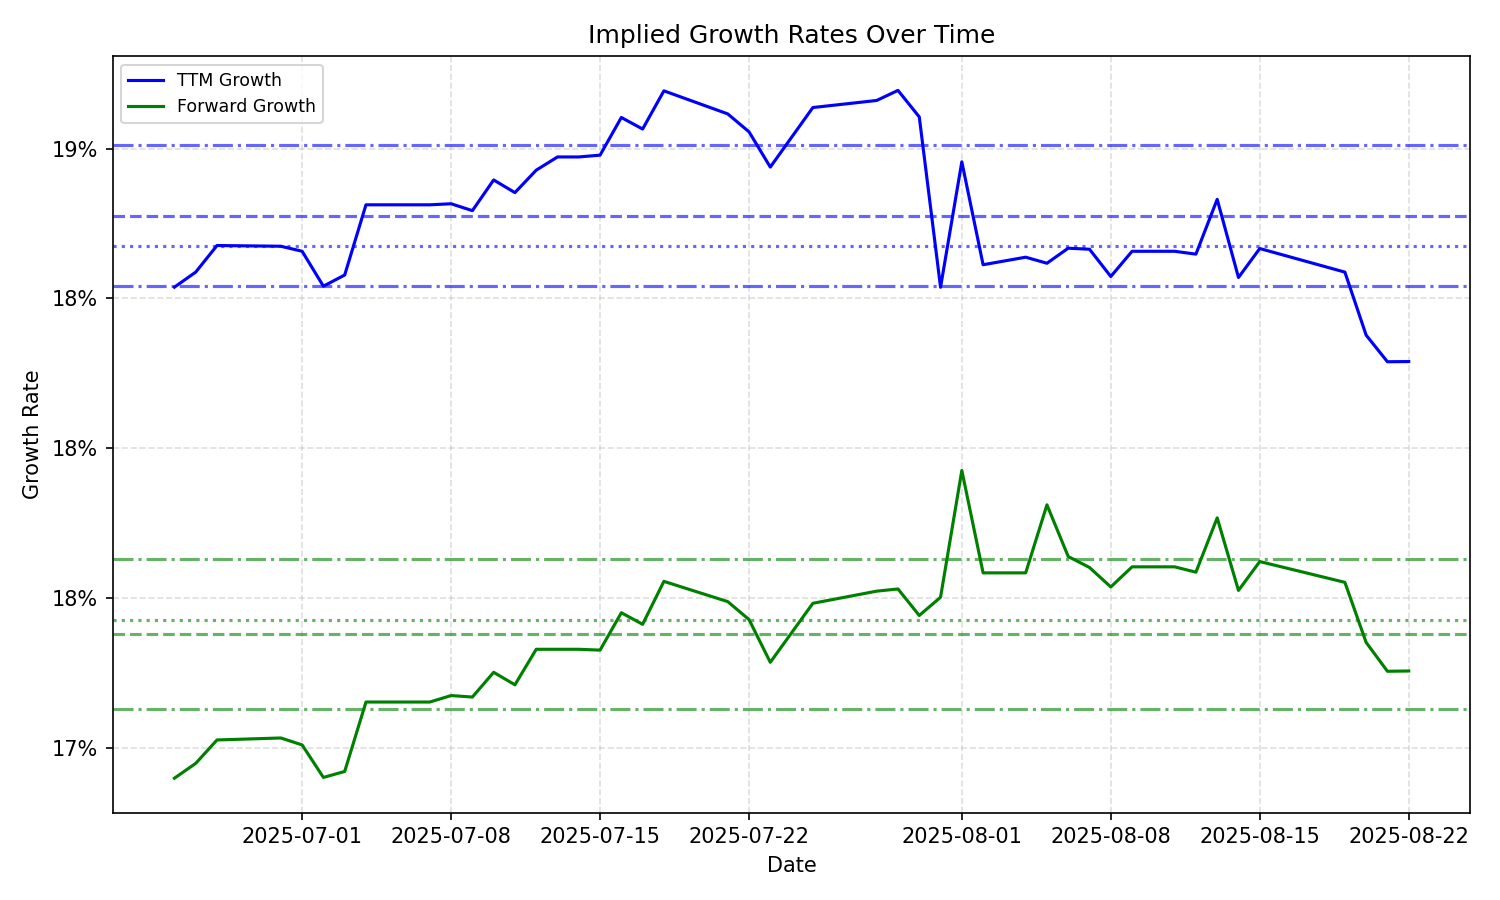 Implied Growth Rates Over Time
TTM Growth
Forward Growth
19%
18%
18%
18%
17%
Growth Rate
2025-07-01
2025-07-08
2025-07-15
2025-07-22
2025-08-01
2025-08-08
2025-08-15
2025-08-22
Date